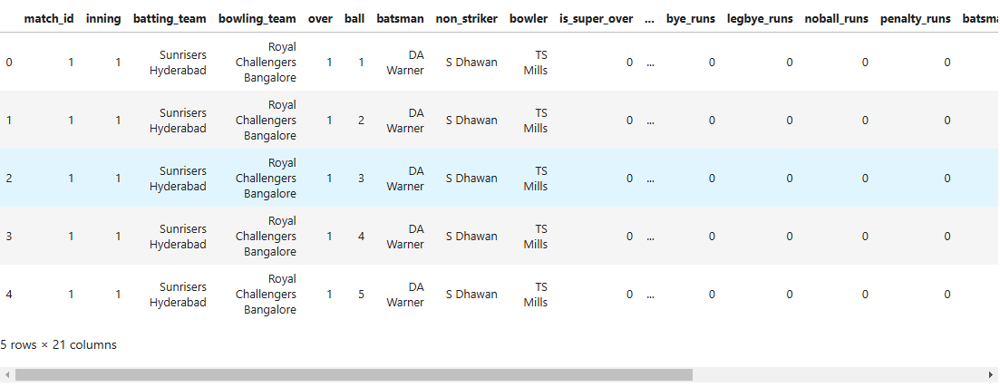 match_id inning batting_team bowling_team over ball batsman non_striker bowler is_super_over ... bye_runs legbye_runs noball_runs penalty_runs batsma
0 1 1 Sunrisers Hyderabad Royal Challengers Bangalore 1 1 DA Warner S Dhawan TS Mills 0 ... 0 0 0 0
1 1 1 Sunrisers Hyderabad Royal Challengers Bangalore 1 2 DA Warner S Dhawan TS Mills 0 ... 0 0 0 0
2 1 1 Sunrisers Hyderabad Royal Challengers Bangalore 1 3 DA Warner S Dhawan TS Mills 0 ... 0 0 0 0
3 1 1 Sunrisers Hyderabad Royal Challengers Bangalore 1 4 DA Warner S Dhawan TS Mills 0 ... 0 0 0 0
4 1 1 Sunrisers Hyderabad Royal Challengers Bangalore 1 5 DA Warner S Dhawan TS Mills 0 ... 0 0 0 0
5 rows × 21 columns